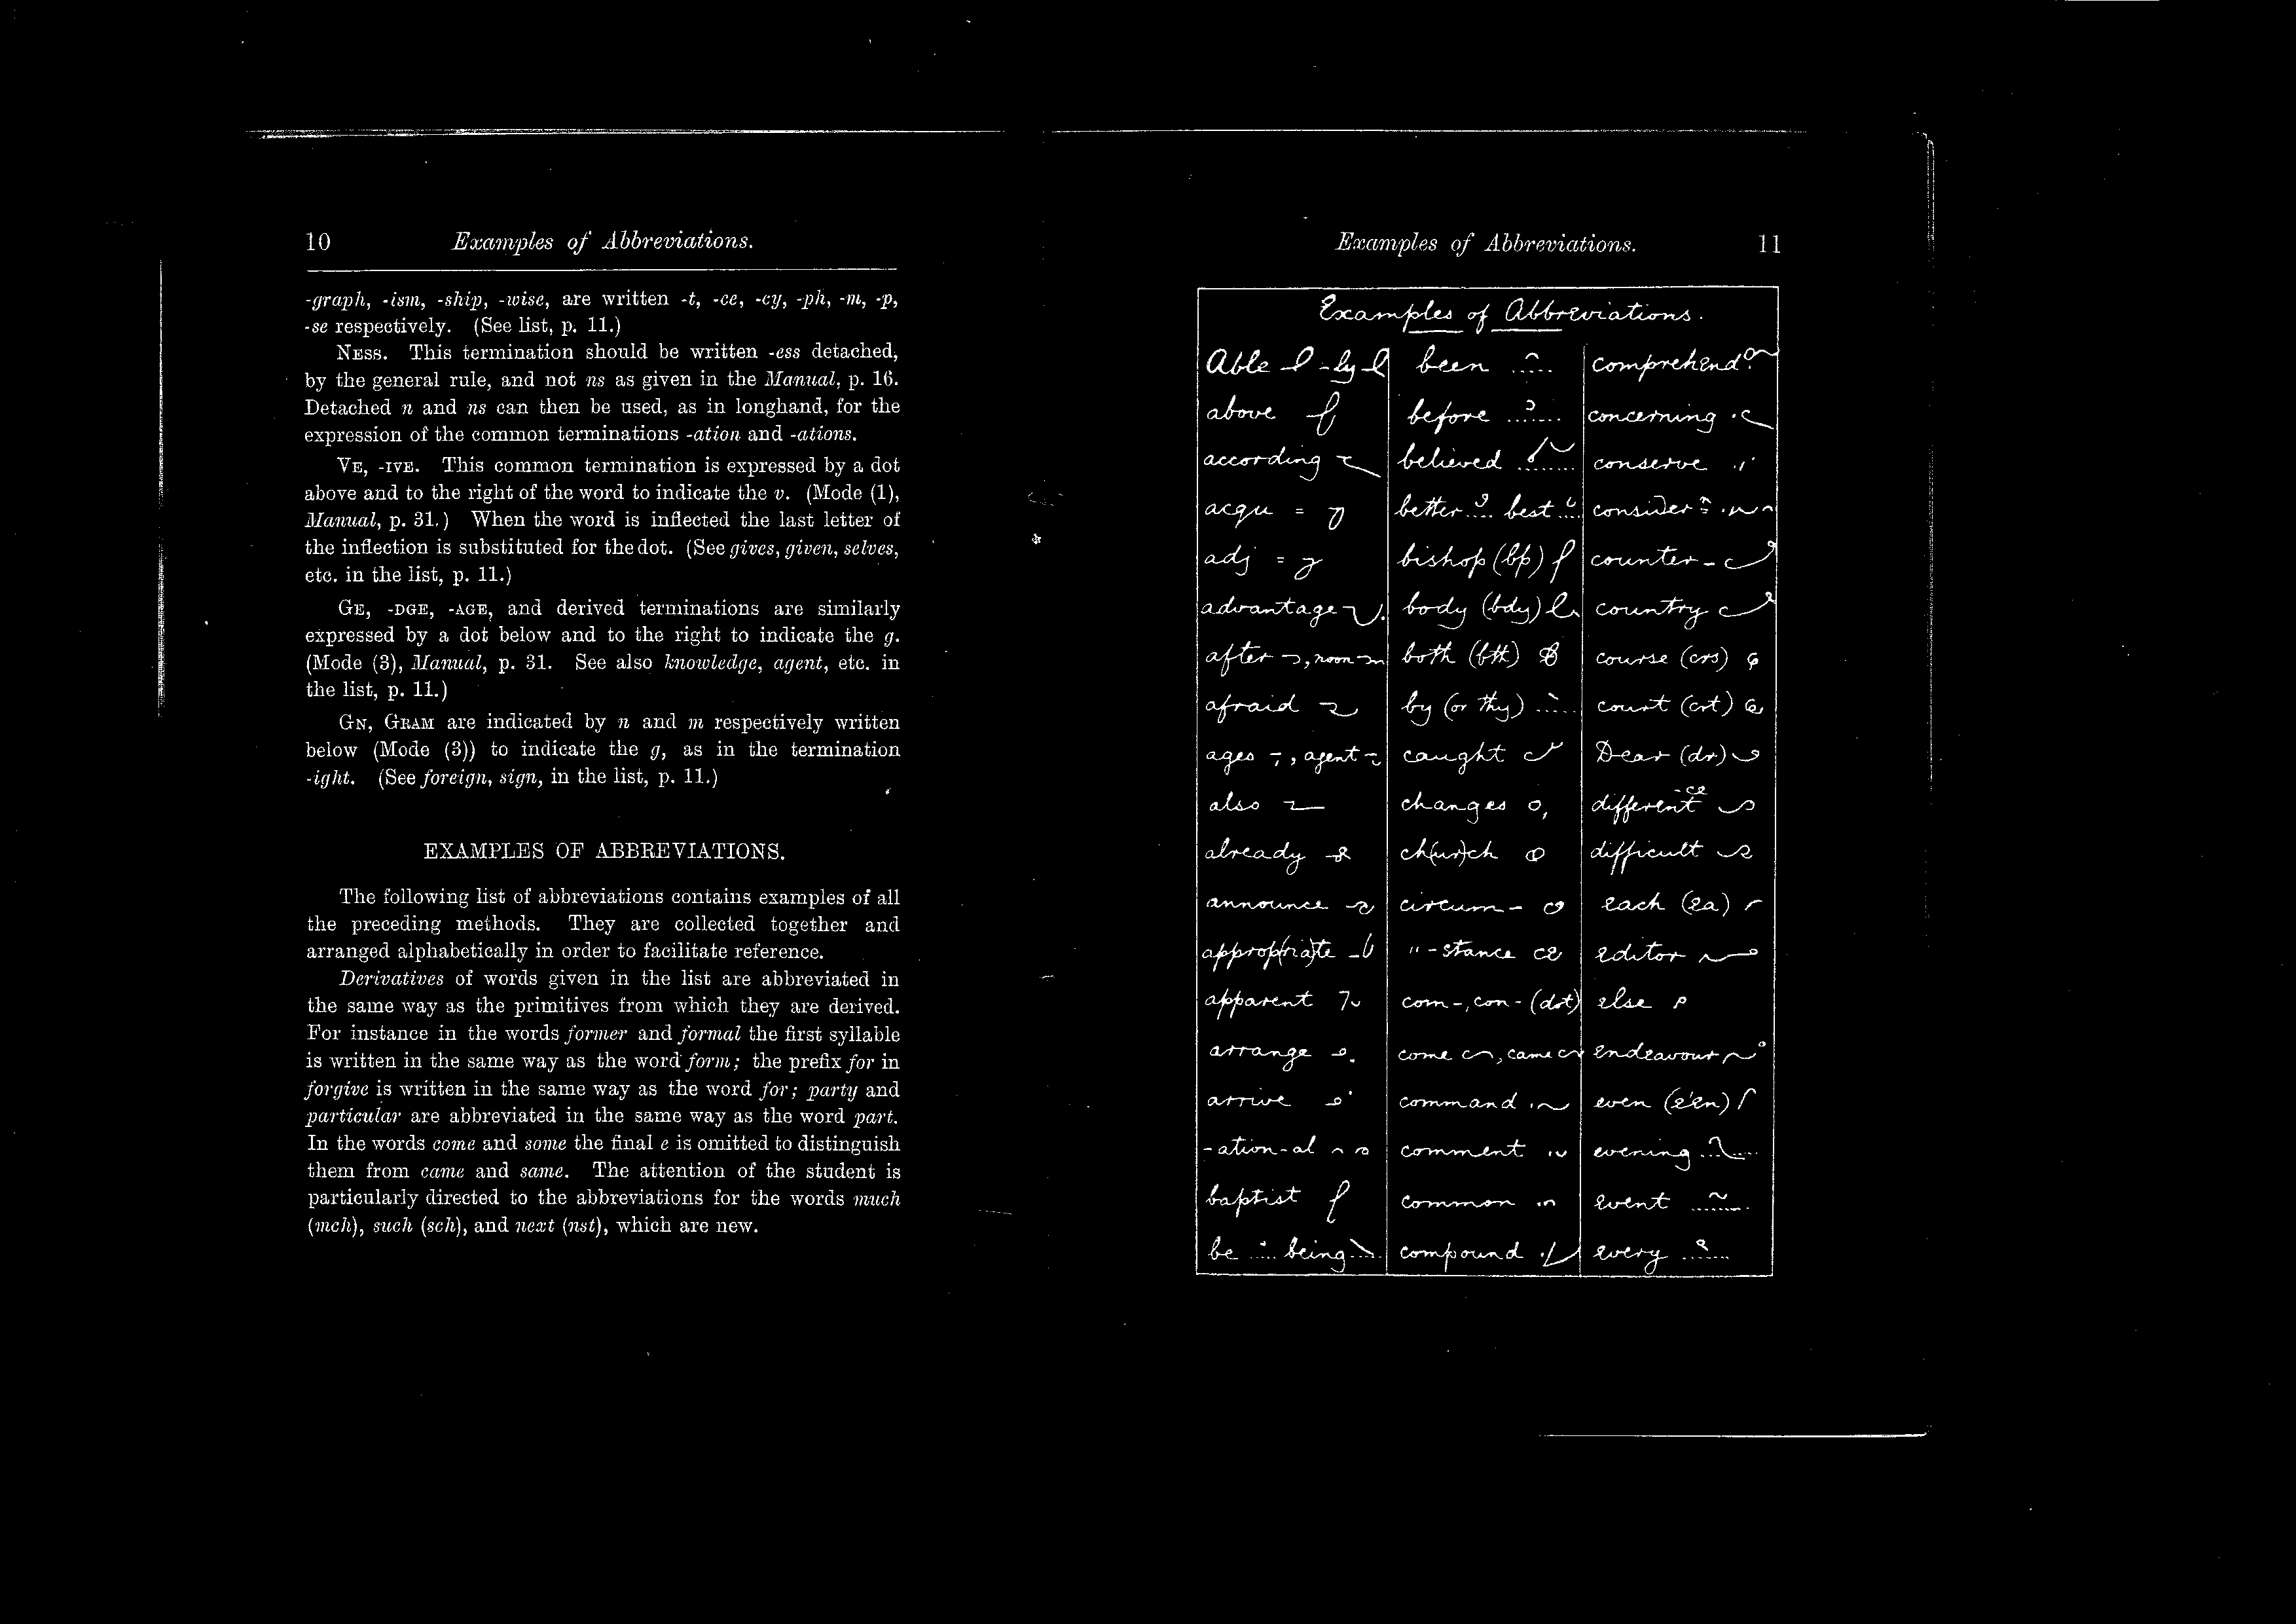 10 Examples of Abbreviations.
-graph, -ism, -ship, -wise, are written -t, -ce, -cy, -ph, -m, -p,
-se respectively. (See list, p. 11.)
NESS. This termination should be written -ess detached,
by the general rule, and not ns as given in the Manual, p. 16.
Detached n and ns can then be used, as in longhand, for the
expression of the common terminations -ation and -ations.
VE, -IVE. This common termination is expressed by a dot
above and to the right of the word to indicate the v. (Mode (1),
Manual, p. 31.) When the word is inflected the last letter of
the inflection is substituted for the dot. (See gives, given, selves,
etc. in the list, p. 11.)
GE, -DGE, -AGE, and derived terminations are similarly
expressed by a dot below and to the right to indicate the g.
(Mode (3), Manual, p. 31. See also knowledge, agent, etc. in
the list, p. 11.)
GN, GRAM are indicated by n and m respectively written
below (Mode (3)) to indicate the g, as in the termination
-ight. (See foreign, sign, in the list, p. 11.)
EXAMPLES OF ABBREVIATIONS.
The following list of abbreviations contains examples of all
the preceding methods. They are collected together and
arranged alphabetically in order to facilitate reference.
Derivatives of words given in the list are abbreviated in
the same way as the primitives from which they are derived.
For instance in the words former and formal the first syllable
is written in the same way as the word form; the prefix for in
forgive is written in the same way as the word for; party and
particular are abbreviated in the same way as the word part.
In the words come and some the final e is omitted to distinguish
them from came and same. The attention of the student is
particularly directed to the abbreviations for the words much
(mch), such (sch), and next (nst), which are new.
Examples of Abbreviations. 11
Examples of Abbreviations.
Able -ly
above
according
acqu =
adj =
advantage
after , noon
afraid
ages , agent
also
already
announce
approp(ria)te
apparent
arrange
arrive
-ation-al
baptist
be being
been
before
believed
better best
bishop (bp)
body (bdy)
both (btt)
by (or thy)
caught
changes
ch(ur)ch
circum-
" -stance
com-, con- (dot)
come , came
command
comment
common
compound
comprehend
concerning
conserve
consider
counter-
country
course (crs)
court (crt)
Dear (dr)
different -ce
difficult
each (ea)
editor
else
endeavour
even (e'en)
evening
event
every